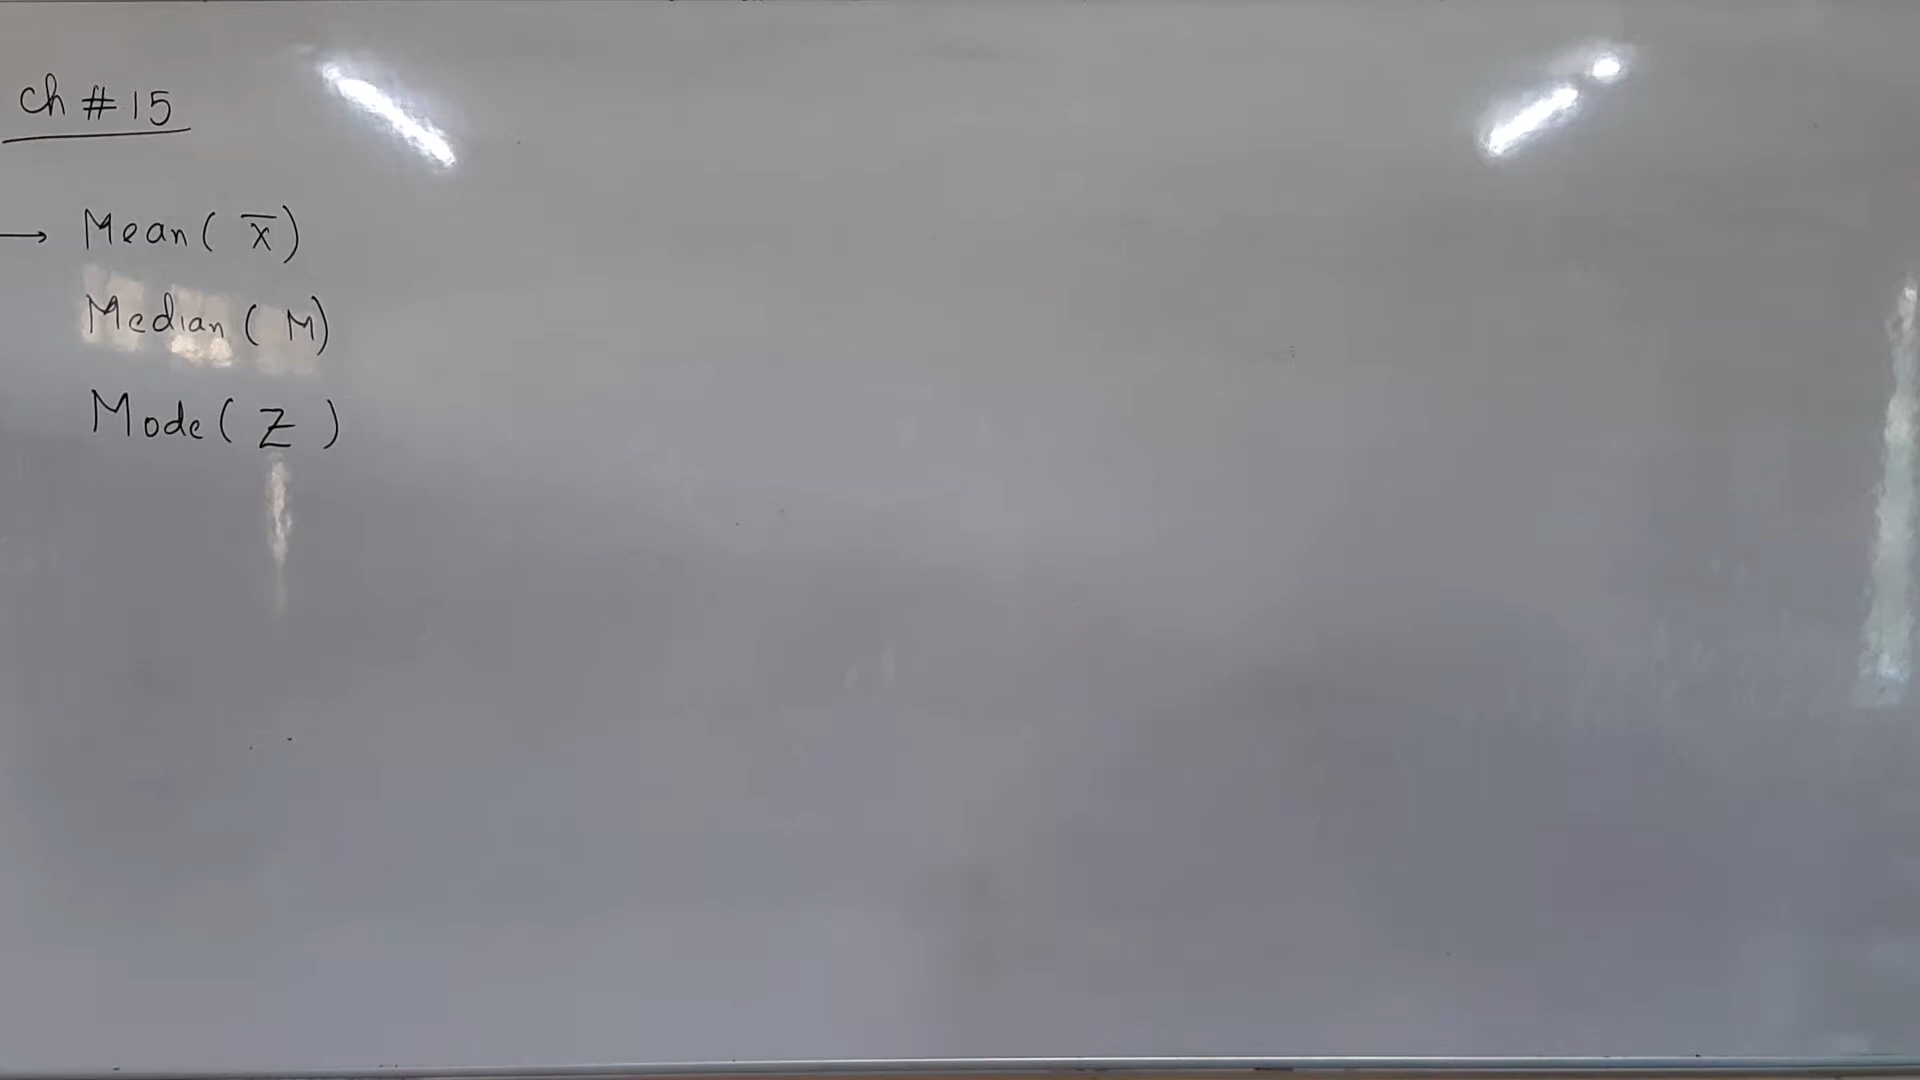 Ch # 15
→ Mean ( x̅ )
Median ( M )
Mode ( Z )